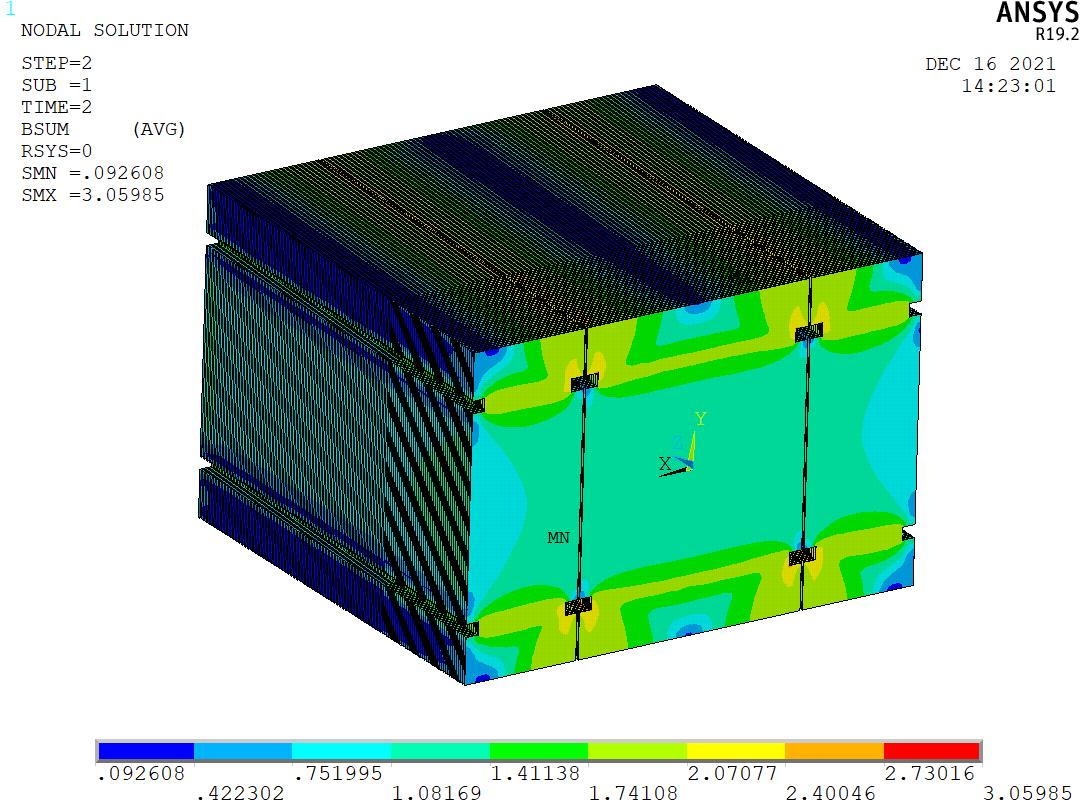 1
NODAL SOLUTION
STEP=2
SUB =1
TIME=2
BSUM (AVG)
RSYS=0
SMN =.092608
SMX =3.05985
ANSYS
R19.2
DEC 16 2021
14:23:01
Y
Z
X
MN
.092608 .751995 1.41138 2.07077 2.73016
.422302 1.08169 1.74108 2.40046 3.05985